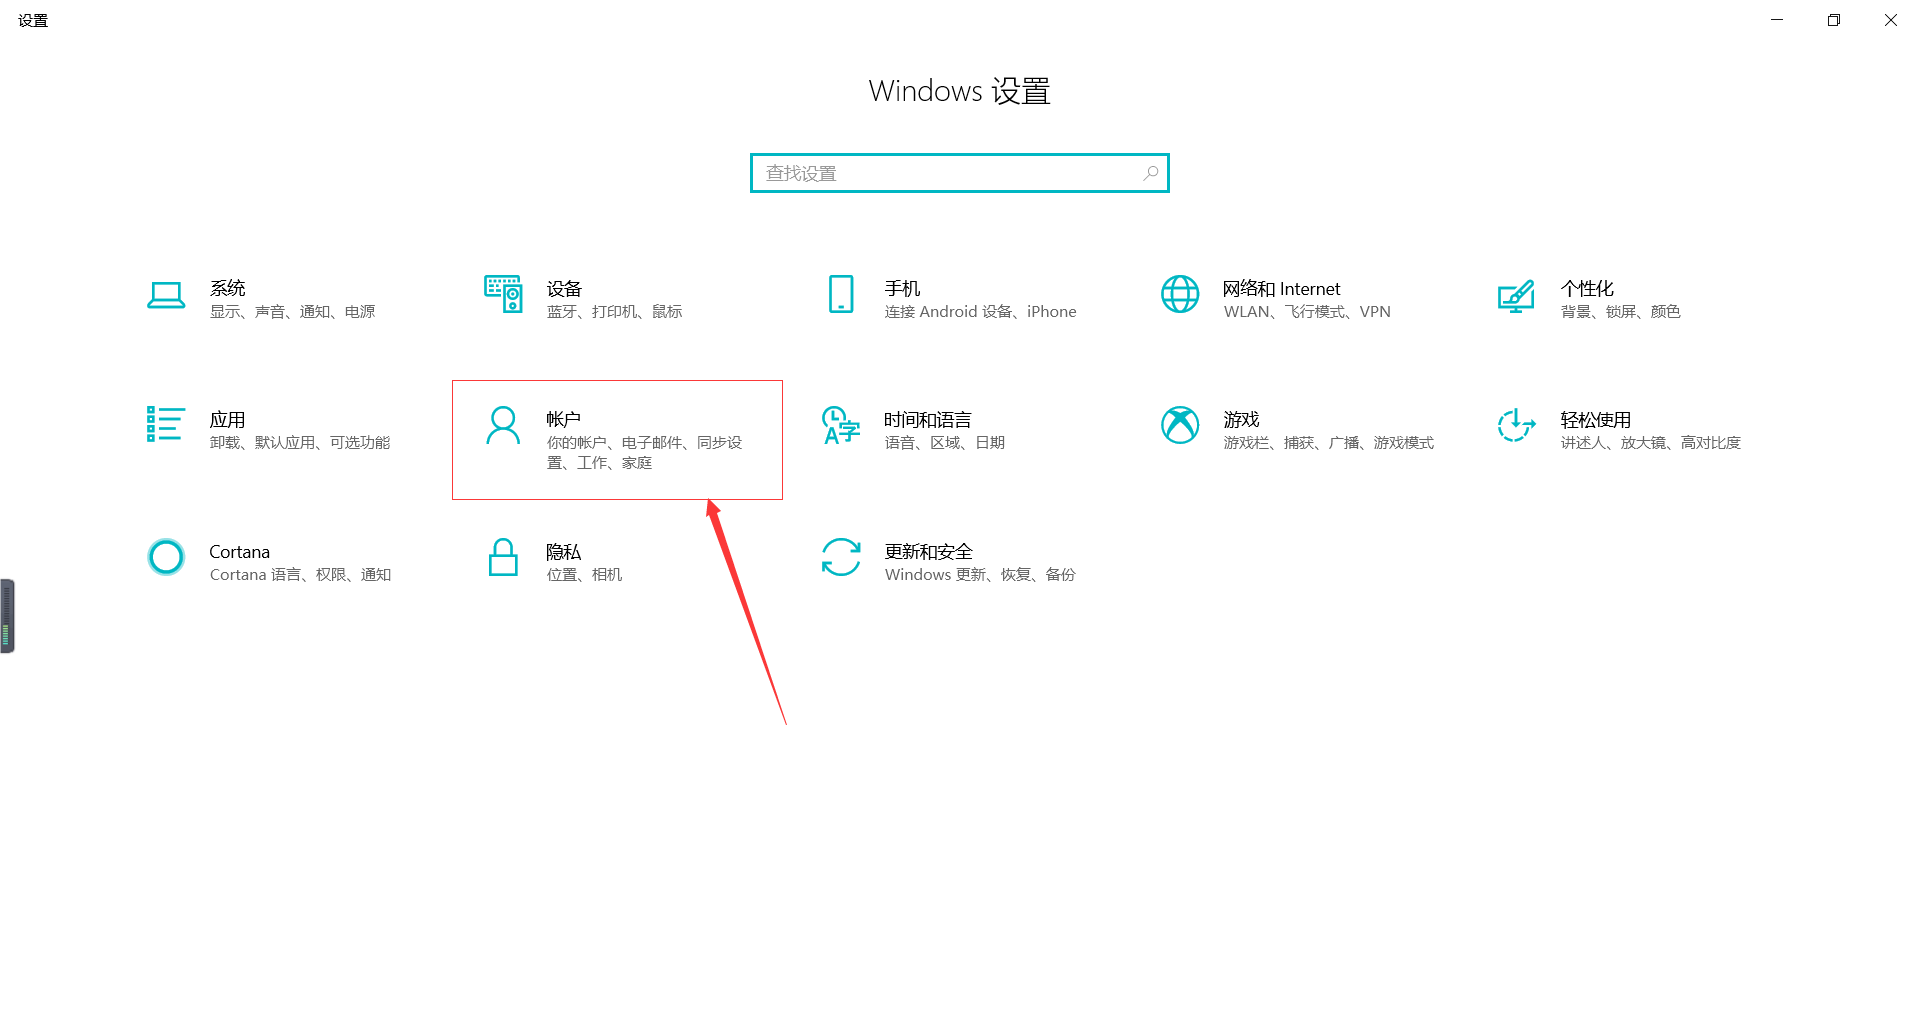 设置
Windows 设置
查找设置
系统
显示、声音、通知、电源
设备
蓝牙、打印机、鼠标
手机
连接 Android 设备、iPhone
网络和 Internet
WLAN、飞行模式、VPN
个性化
背景、锁屏、颜色
应用
卸载、默认应用、可选功能
帐户
你的帐户、电子邮件、同步设
置、工作、家庭
时间和语言
语音、区域、日期
游戏
游戏栏、捕获、广播、游戏模式
轻松使用
讲述人、放大镜、高对比度
Cortana
Cortana 语言、权限、通知
隐私
位置、相机
更新和安全
Windows 更新、恢复、备份